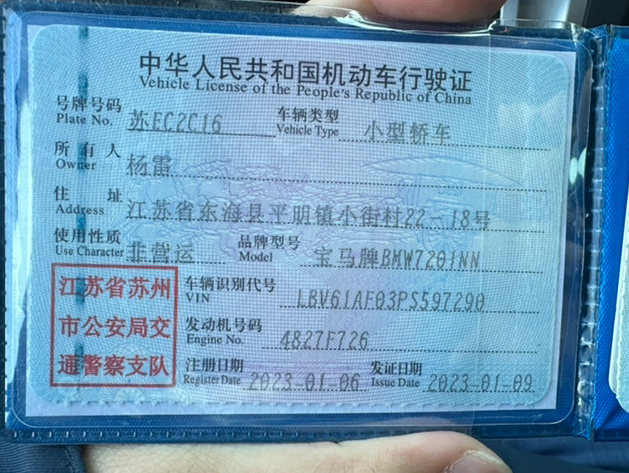 中华人民共和国机动车行驶证
Vehicle License of the People's Republic of China
号牌号码 Plate No. 苏EC2C16 车辆类型 Vehicle Type 小型轿车
所有人 Owner 杨雷
住址 Address 江苏省东海县平明镇小街村22-18号
使用性质 Use Character 非营运 品牌型号 Model 宝马牌BMW7201NN
江苏省苏州
市公安局交
通警察支队
车辆识别代号 VIN LBV61AF03PS597290
发动机号码 Engine No. 4827F726
注册日期 Register Date 2023-01-06 发证日期 Issue Date 2023-01-09